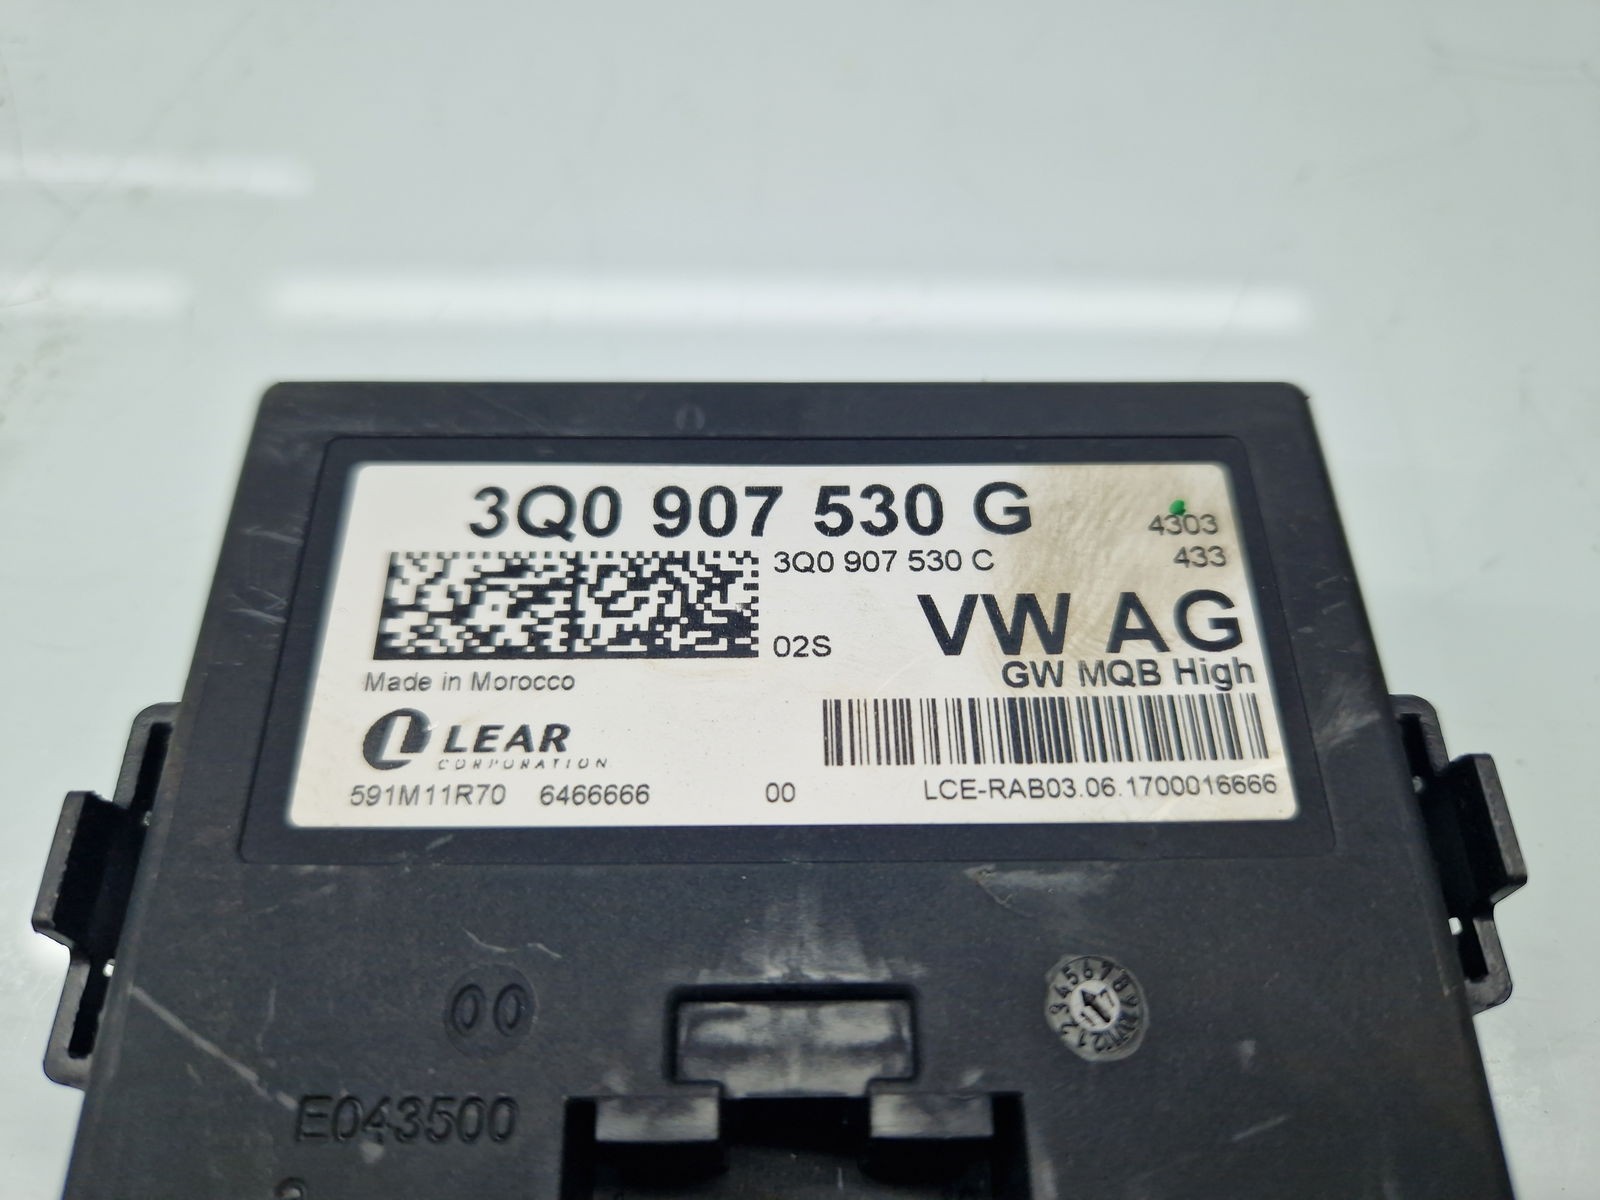 3Q0 907 530 G
4303
3Q0 907 530 C
433
VW AG
02S
GW MQB High
Made in Morocco
LEAR
CORPORATION
591M11R70 6466666 00 LCE-RAB03.06.1700016666
00
17
E043500